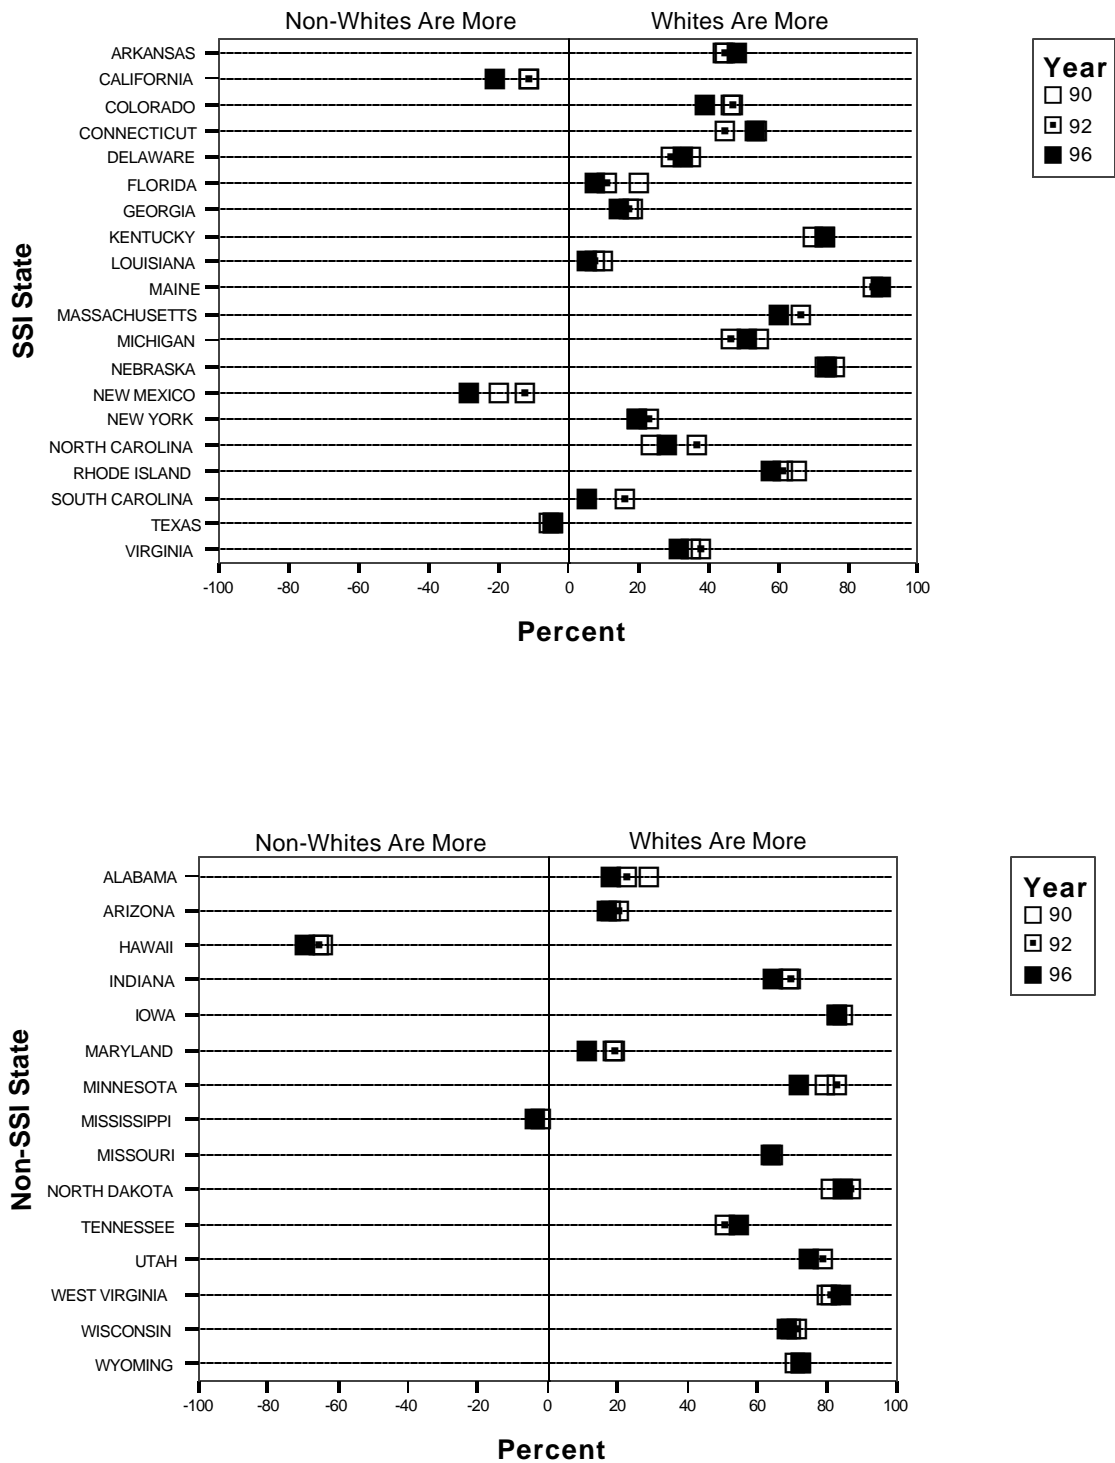 Non-Whites Are More Whites Are More
ARKANSAS
CALIFORNIA
COLORADO
CONNECTICUT
DELAWARE
FLORIDA
GEORGIA
KENTUCKY
LOUISIANA
MAINE
MASSACHUSETTS
MICHIGAN
NEBRASKA
NEW MEXICO
NEW YORK
NORTH CAROLINA
RHODE ISLAND
SOUTH CAROLINA
TEXAS
VIRGINIA
SSI State
-100 -80 -60 -40 -20 0 20 40 60 80 100
Percent
Year
90
92
96
Non-Whites Are More Whites Are More
ALABAMA
ARIZONA
HAWAII
INDIANA
IOWA
MARYLAND
MINNESOTA
MISSISSIPPI
MISSOURI
NORTH DAKOTA
TENNESSEE
UTAH
WEST VIRGINIA
WISCONSIN
WYOMING
Non-SSI State
-100 -80 -60 -40 -20 0 20 40 60 80 100
Percent
Year
90
92
96